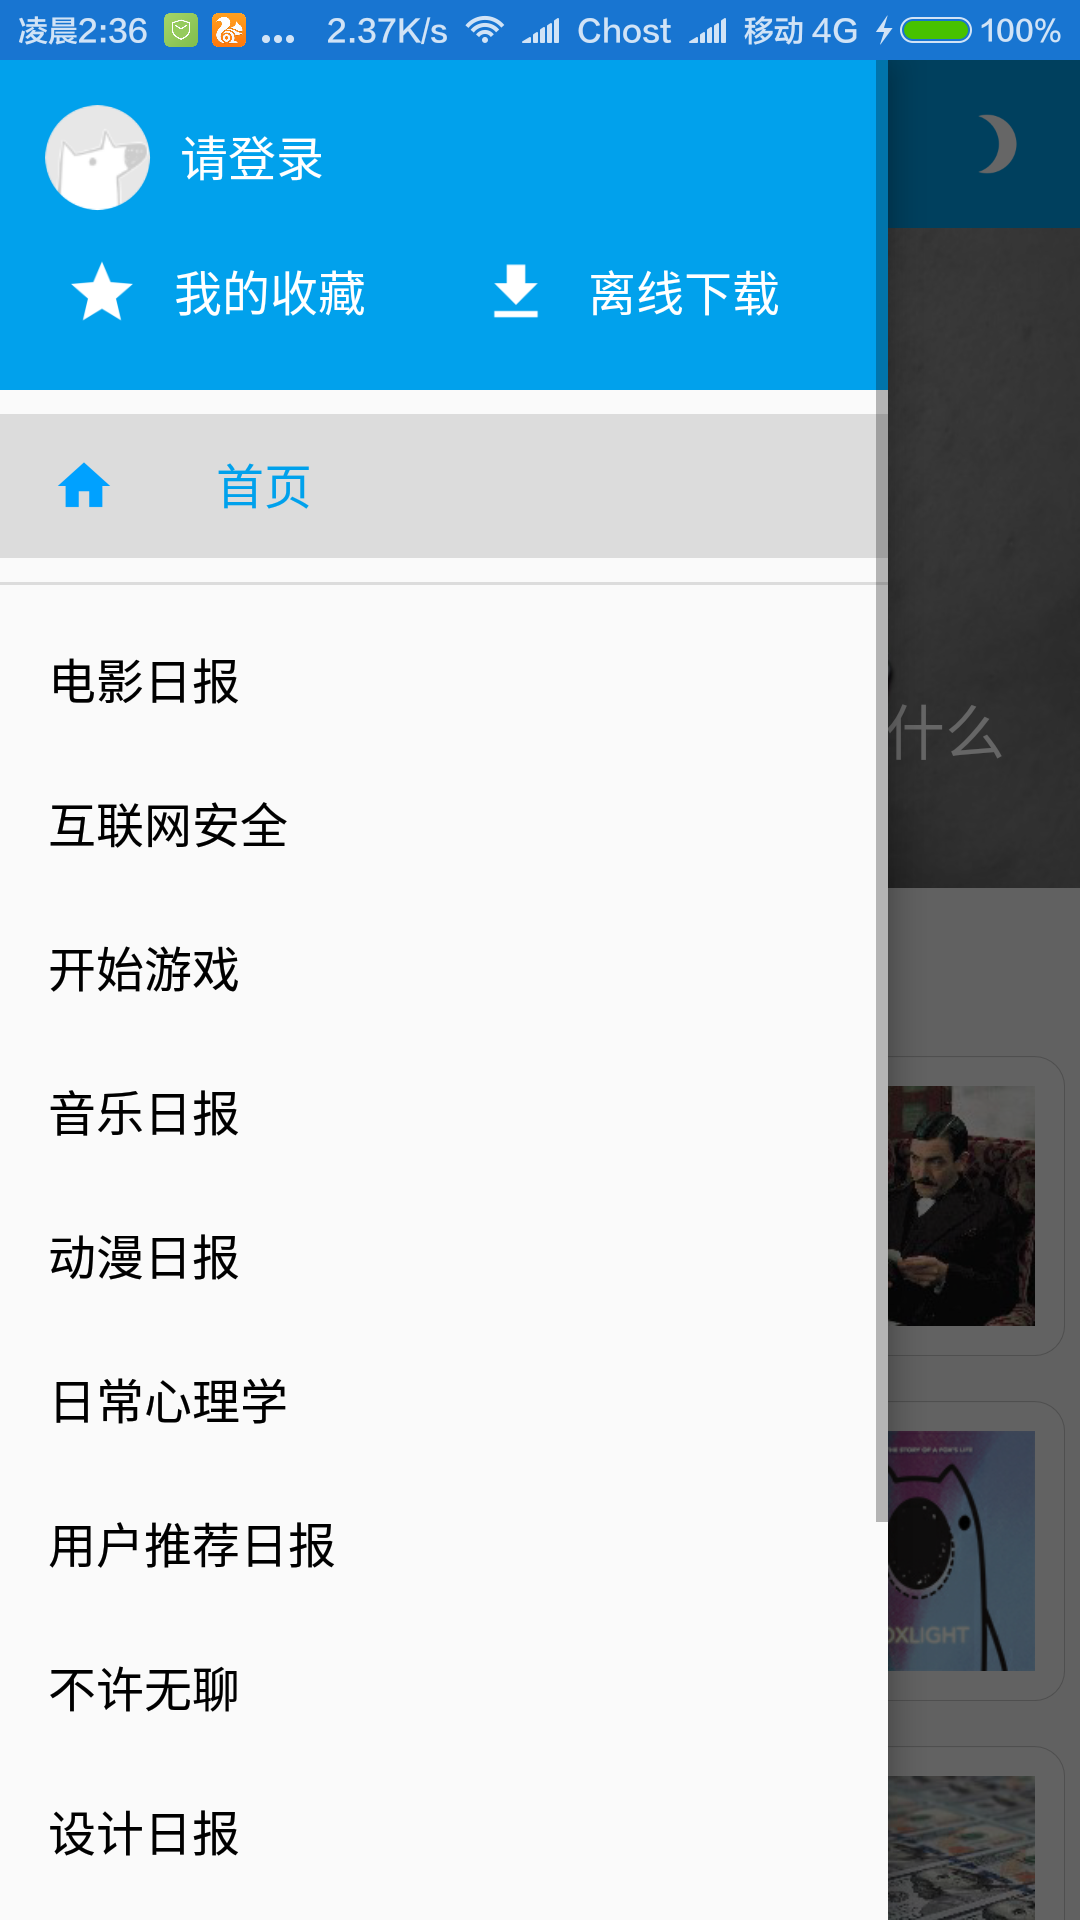 凌晨2:36 ... 2.37K/s Chost 移动 4G 100%
请登录
我的收藏 离线下载
首页
电影日报
什么
互联网安全
开始游戏
音乐日报
动漫日报
日常心理学
用户推荐日报
OXLIGHT
不许无聊
设计日报